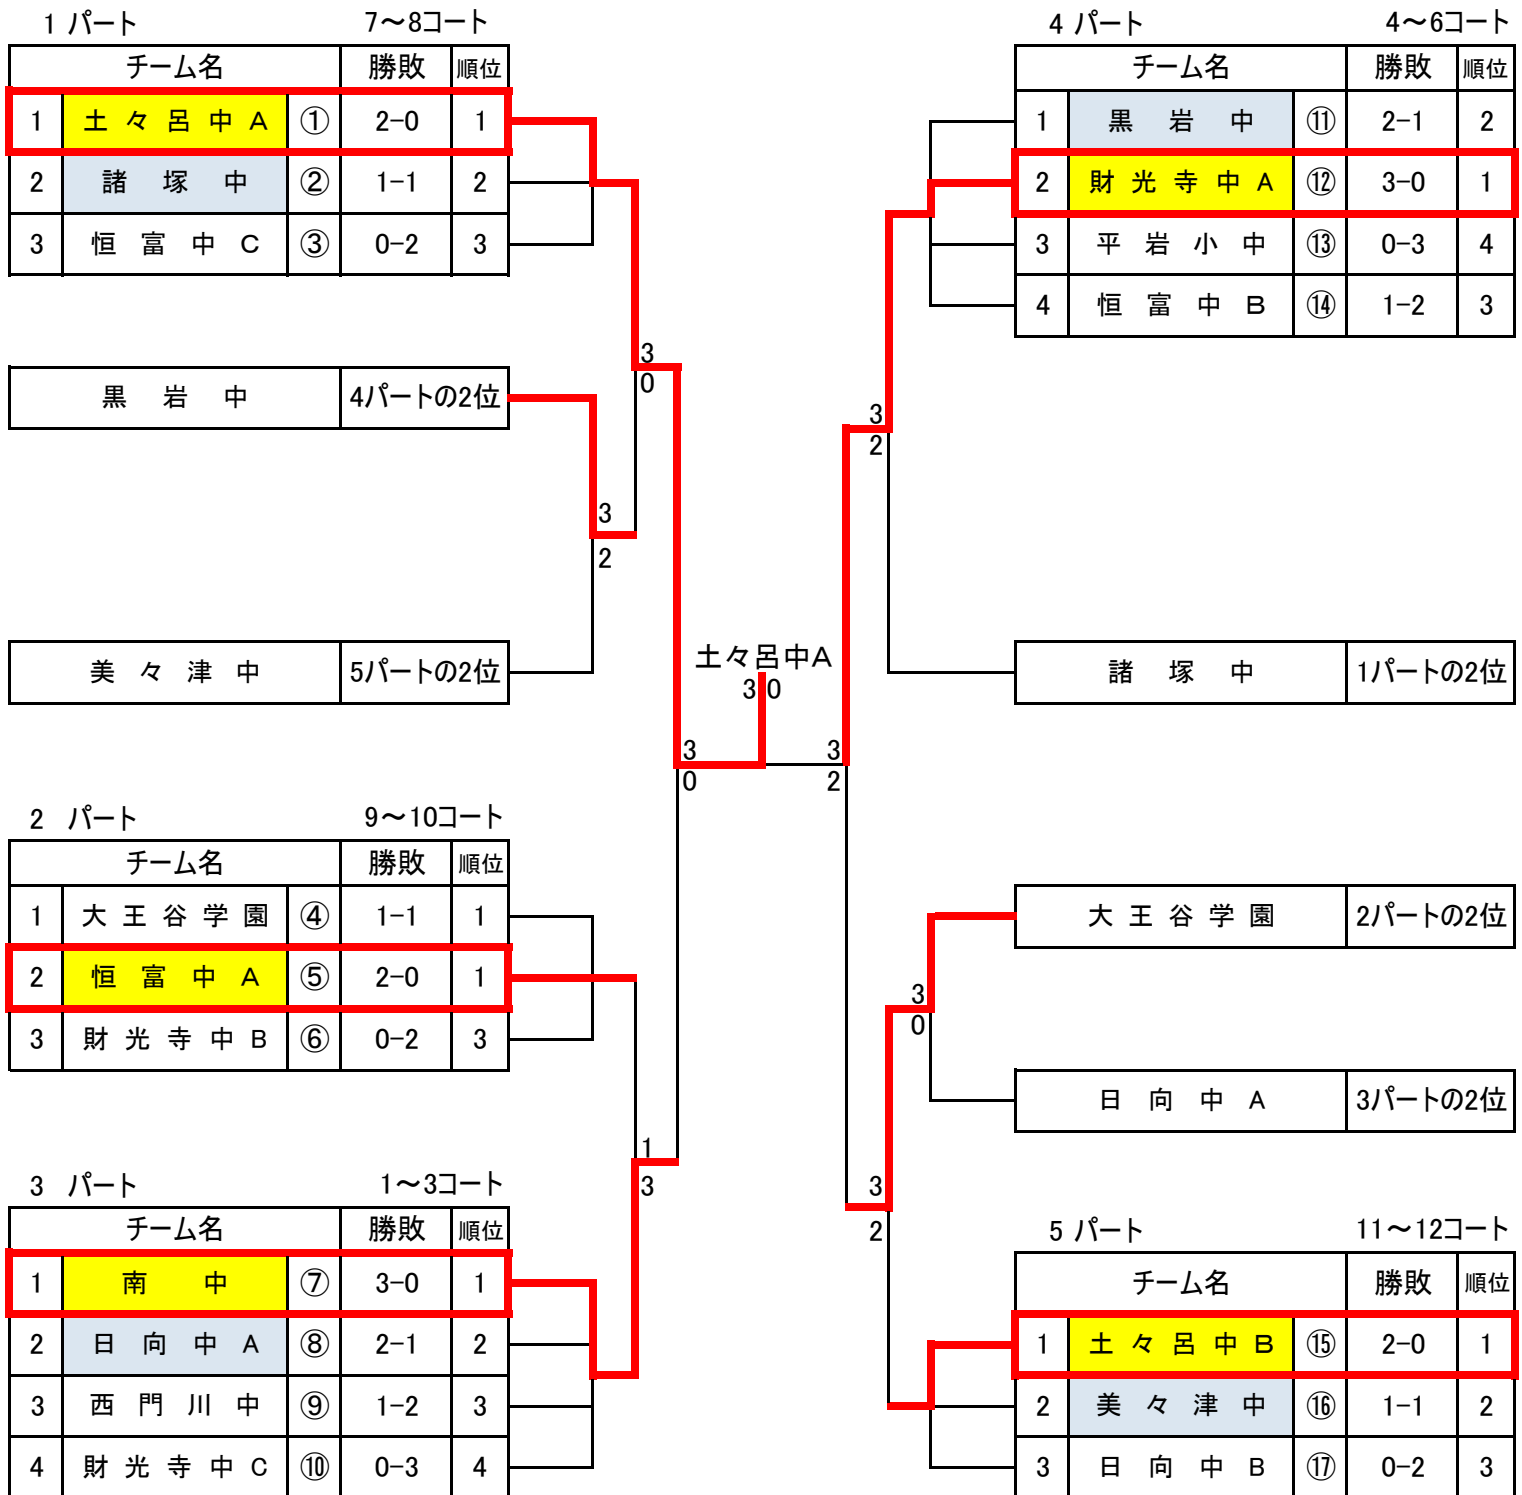 1 パート 7～8コート
チーム名 勝敗 順位
1 土々呂中A ① 2-0 1
2 諸塚中 ② 1-1 2
3 恒富中C ③ 0-2 3
3
0
黒岩中 4パートの2位
3
2
美々津中 5パートの2位
土々呂中A
3 0
3
0
2 パート 9～10コート
チーム名 勝敗 順位
1 大王谷学園 ④ 1-1 1
2 恒富中A ⑤ 2-0 1
3 財光寺中B ⑥ 0-2 3
1
3
3 パート 1～3コート
チーム名 勝敗 順位
1 南中 ⑦ 3-0 1
2 日向中A ⑧ 2-1 2
3 西門川中 ⑨ 1-2 3
4 財光寺中C ⑩ 0-3 4
4 パート 4～6コート
チーム名 勝敗 順位
1 黒岩中 ⑪ 2-1 2
2 財光寺中A ⑫ 3-0 1
3 平岩小中 ⑬ 0-3 4
4 恒富中B ⑭ 1-2 3
3
2
諸塚中 1パートの2位
3
2
大王谷学園 2パートの2位
3
0
日向中A 3パートの2位
3
2
5 パート 11～12コート
チーム名 勝敗 順位
1 土々呂中B ⑮ 2-0 1
2 美々津中 ⑯ 1-1 2
3 日向中B ⑰ 0-2 3